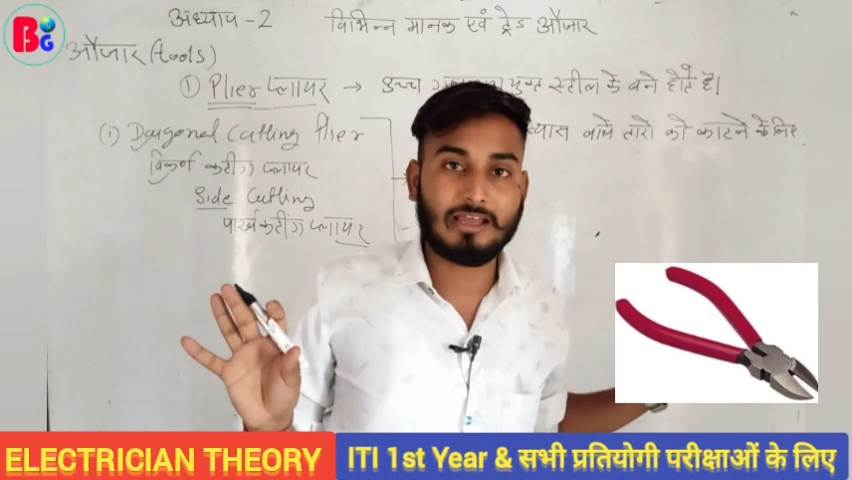 BG
अध्याय - 2 विभिन्न मानक एवं ट्रेड औजार
औजार (tools)
① Plier प्लायर → उच्च युक्त स्टील के बने होते है।
(i) Daigonal Cutting Plier व्यास वाले तारो को काटने के लिए
विकर्ण कटींग प्लायर
Side Cutting
पार्श्व कटींग प्लायर
ELECTRICIAN THEORY ITI 1st Year & सभी प्रतियोगी परीक्षाओं के लिए